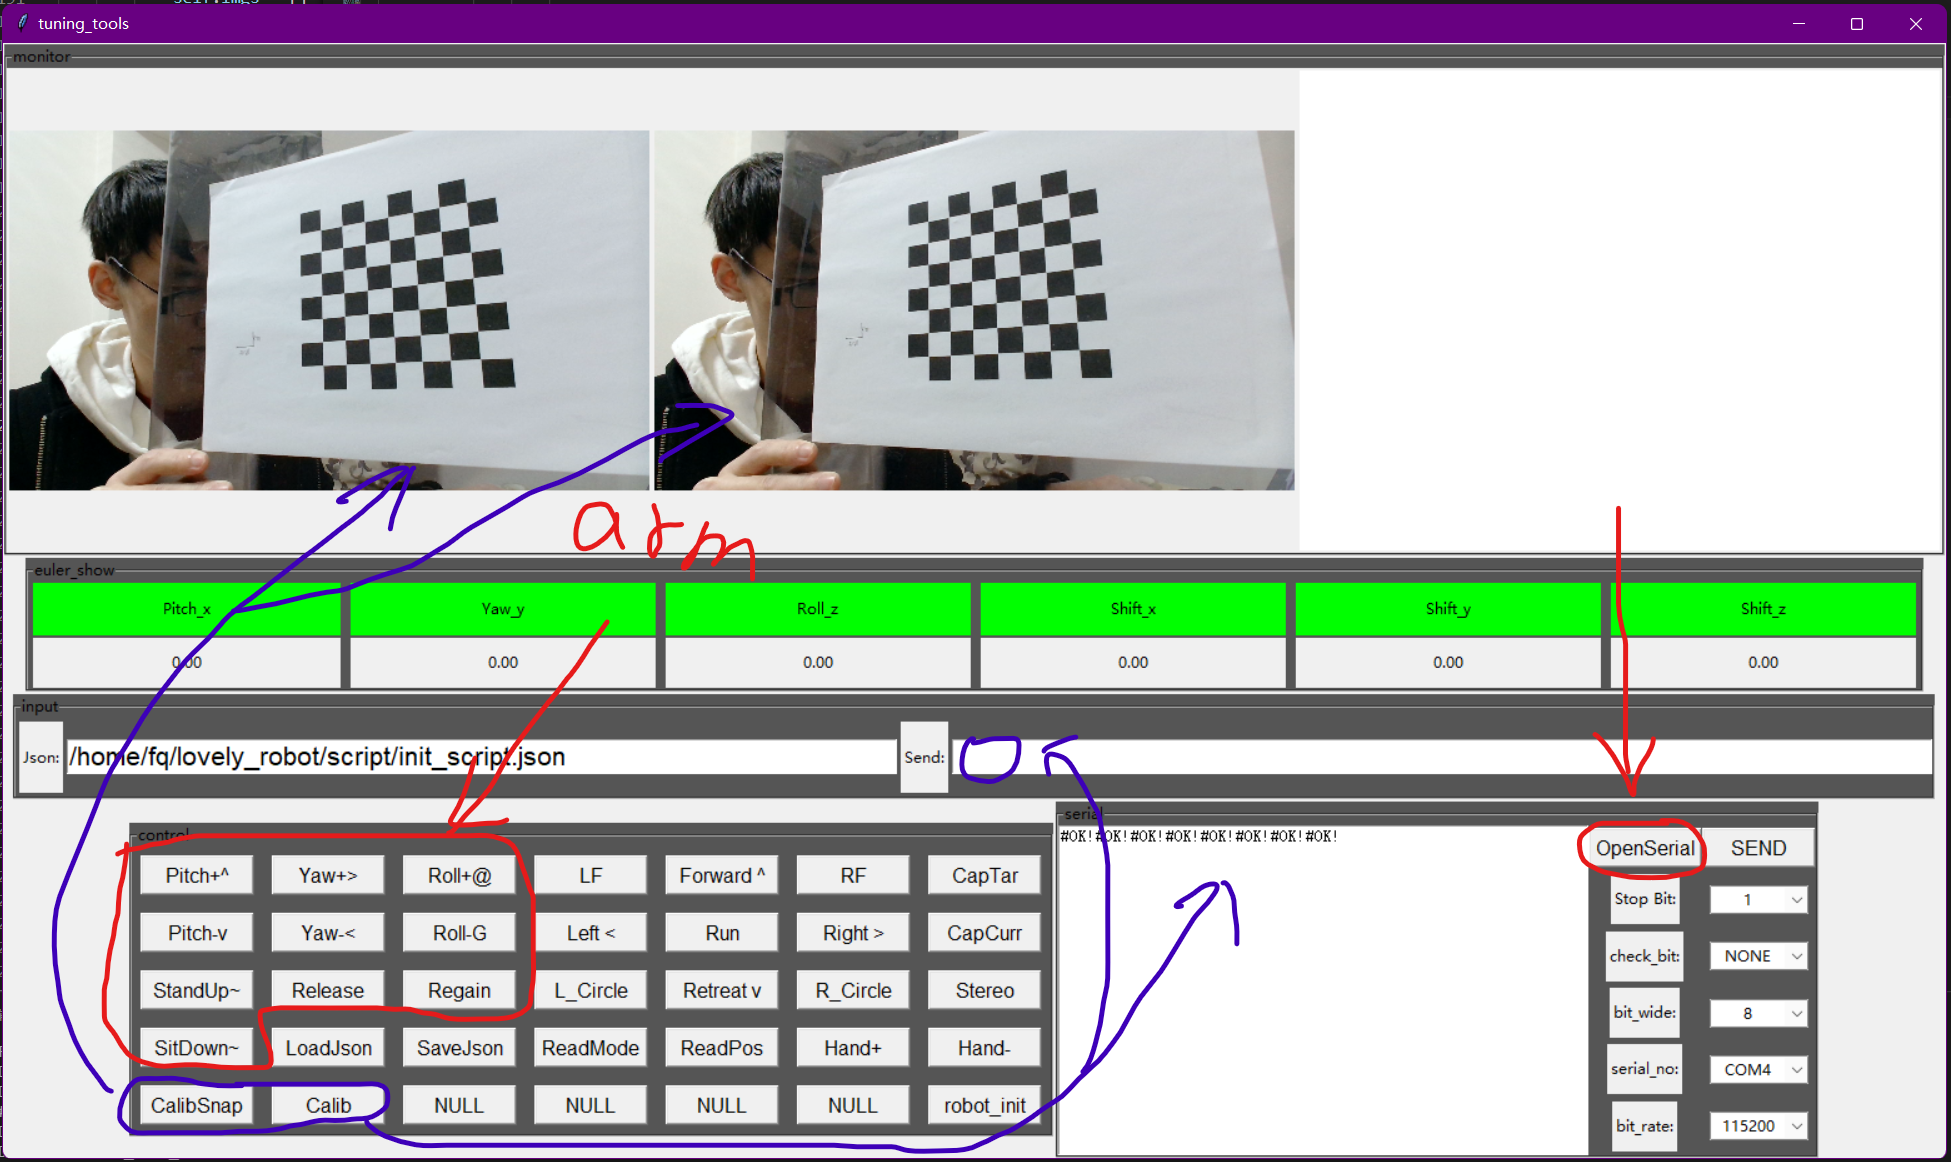 tuning_tools
monitor
arm
euler_show
Pitch_x Yaw_y Roll_z Shift_x Shift_y Shift_z
0.00 0.00 0.00 0.00 0.00 0.00
input
Json: /home/fq/lovely_robot/script/init_script.json Send:
control
Pitch+^ Yaw+> Roll+@ LF Forward ^ RF CapTar
Pitch-v Yaw-< Roll-G Left < Run Right > CapCurr
StandUp~ Release Regain L_Circle Retreat v R_Circle Stereo
SitDown~ LoadJson SaveJson ReadMode ReadPos Hand+ Hand-
CalibSnap Calib NULL NULL NULL NULL robot_init
serial
#OK!#OK!#OK!#OK!#OK!#OK!#OK!#OK!
OpenSerial SEND
Stop Bit: 1
check_bit: NONE
bit_wide: 8
serial_no: COM4
bit_rate: 115200